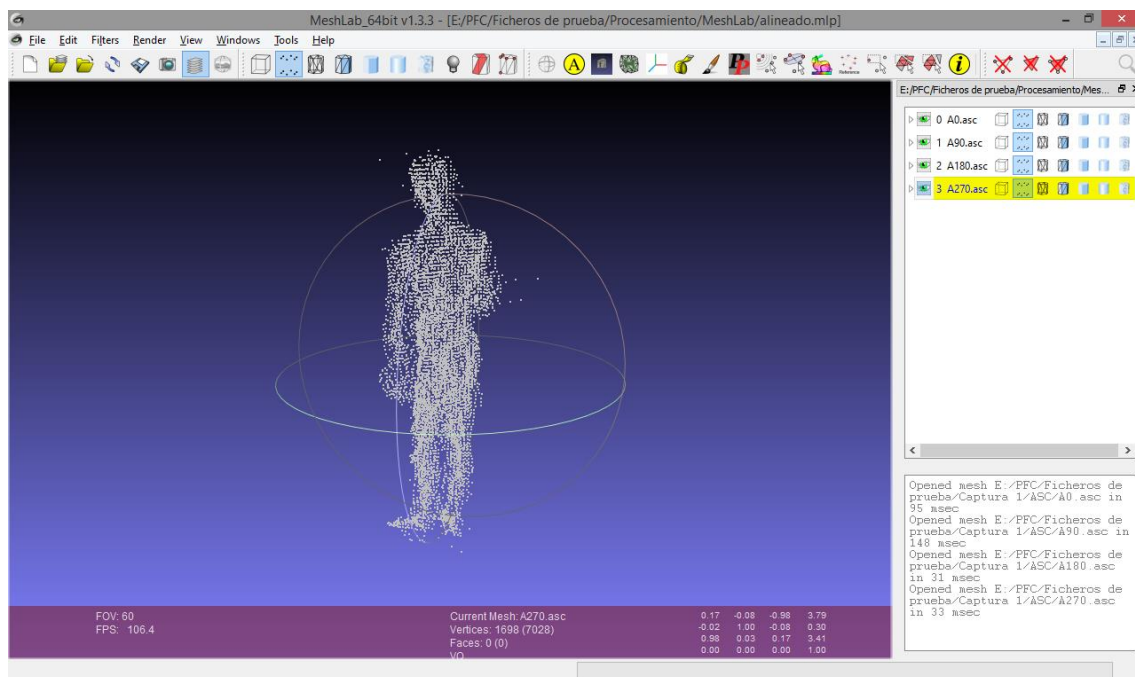 MeshLab_64bit v1.3.3 - [E:/PFC/Ficheros de prueba/Procesamiento/MeshLab/alineado.mlp]
File Edit Filters Render View Windows Tools Help
E:/PFC/Ficheros de prueba/Procesamiento/Mes...
0 A0.asc
1 A90.asc
2 A180.asc
3 A270.asc
Opened mesh E:/PFC/Ficheros de
prueba/Captura 1/ASC/A0.asc in
95 msec
Opened mesh E:/PFC/Ficheros de
prueba/Captura 1/ASC/A90.asc in
148 msec
Opened mesh E:/PFC/Ficheros de
prueba/Captura 1/ASC/A180.asc
in 31 msec
Opened mesh E:/PFC/Ficheros de
prueba/Captura 1/ASC/A270.asc
in 33 msec
FOV: 60
FPS: 106.4
Current Mesh: A270.asc
Vertices: 1698 (7028)
Faces: 0 (0)
VQ
0.17 -0.08 -0.98 3.79
-0.02 1.00 -0.08 0.30
0.98 0.03 0.17 3.41
0.00 0.00 0.00 1.00